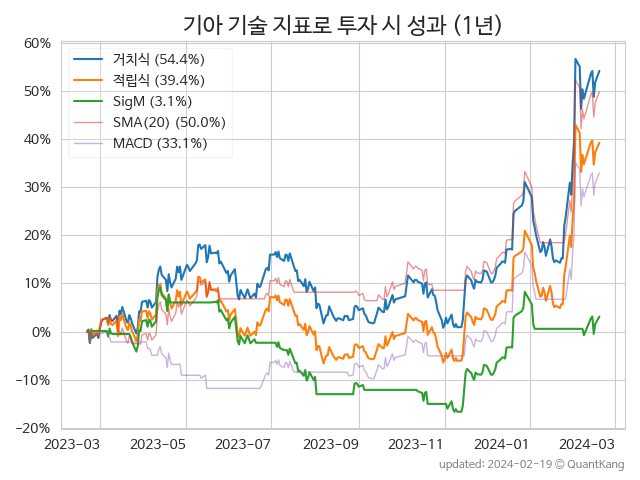 기아 기술 지표로 투자 시 성과 (1년)
거치식 (54.4%)
적립식 (39.4%)
SigM (3.1%)
SMA(20) (50.0%)
MACD (33.1%)
60%
50%
40%
30%
20%
10%
0%
−10%
−20%
2023-03 2023-05 2023-07 2023-09 2023-11 2024-01 2024-03
updated: 2024-02-19 © QuantKang